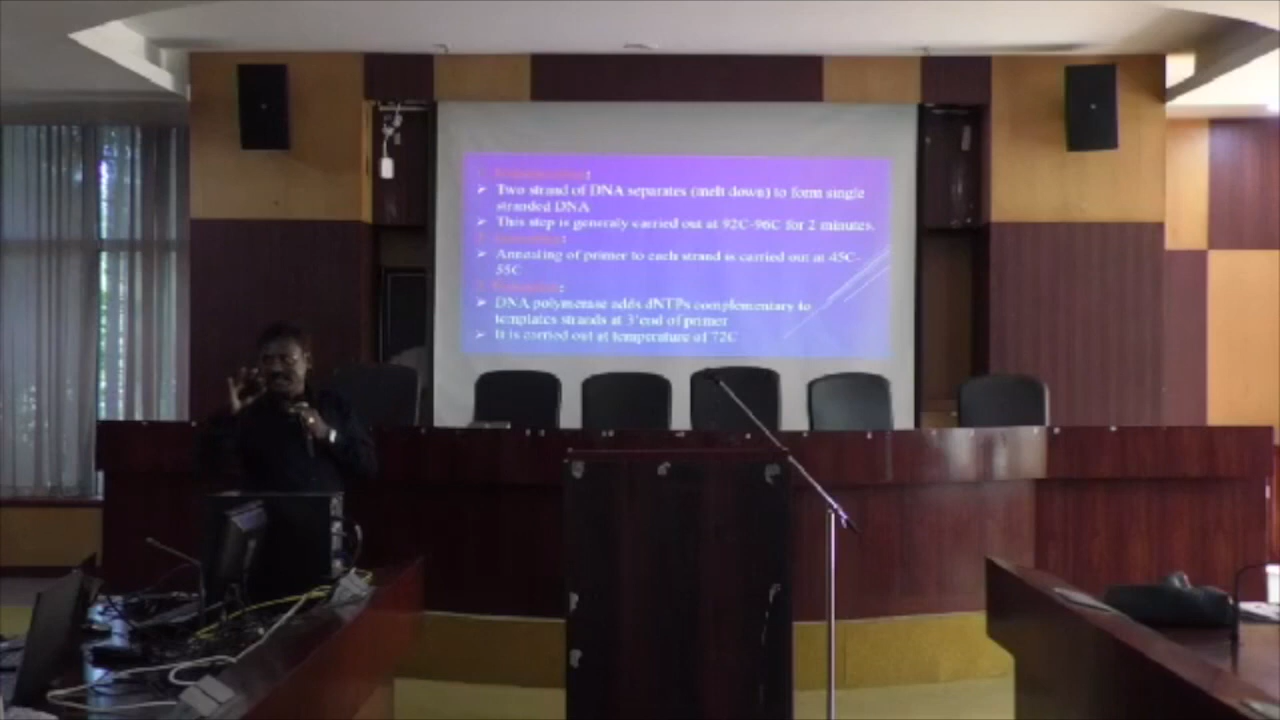 Two strand of DNA separates (melt down) to form single
stranded DNA
This step is generaly carried out at 92C-96C for 2 minutes.
Annealing of primer to each strand is carried out at 45C-
55C
DNA polymerase adds dNTPs complementary to
templates strands at 3'end of primer
It is carried out at temperature of 72C